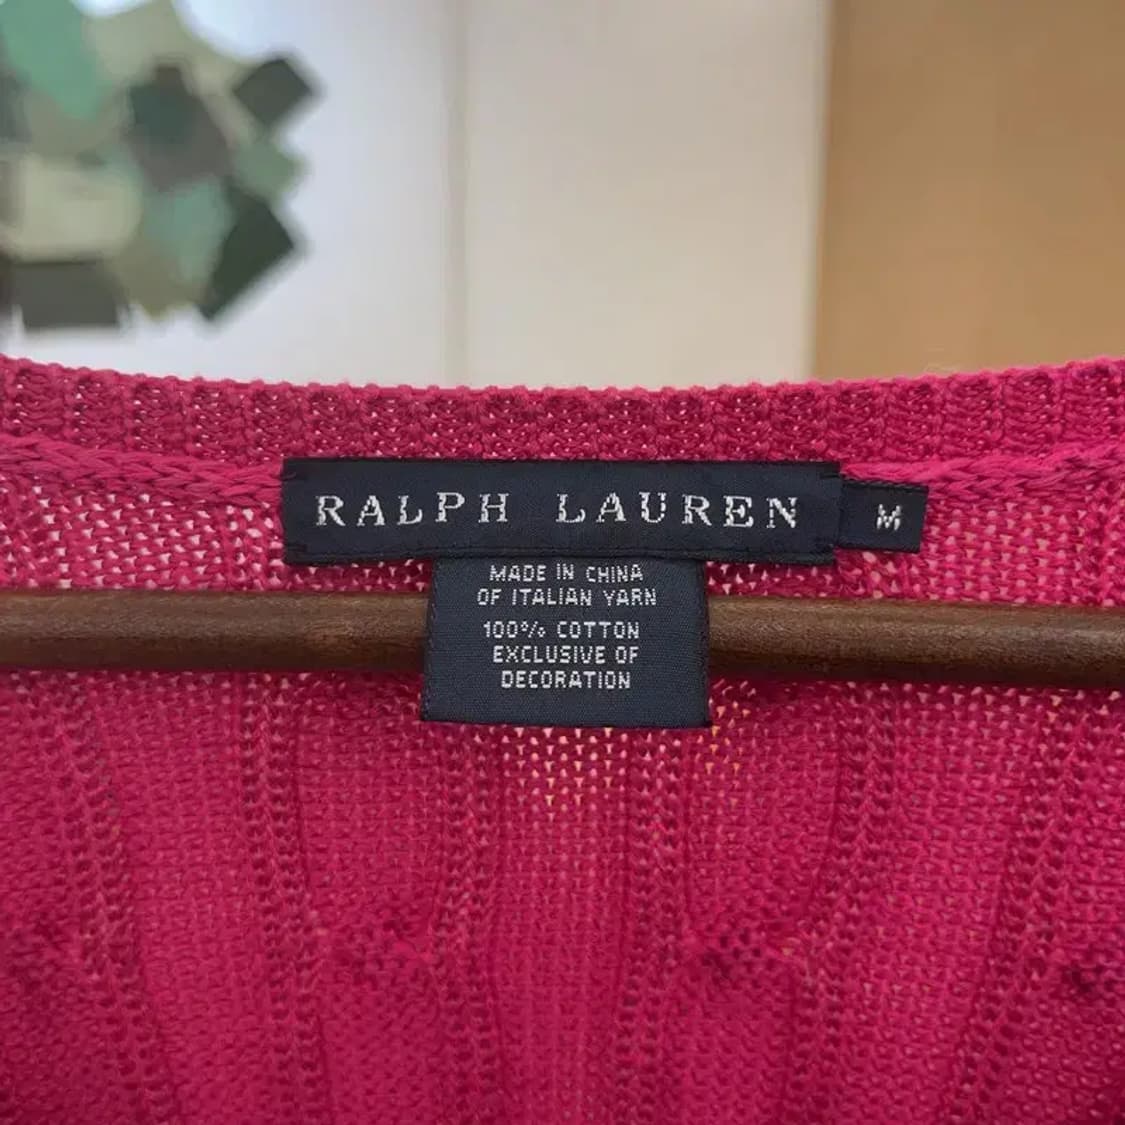 RALPH LAUREN M
MADE IN CHINA
OF ITALIAN YARN
100% COTTON
EXCLUSIVE OF
DECORATION